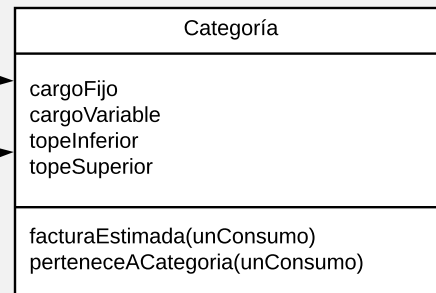 Categoría
cargoFijo
cargoVariable
topeInferior
topeSuperior
facturaEstimada(unConsumo)
perteneceACategoria(unConsumo)